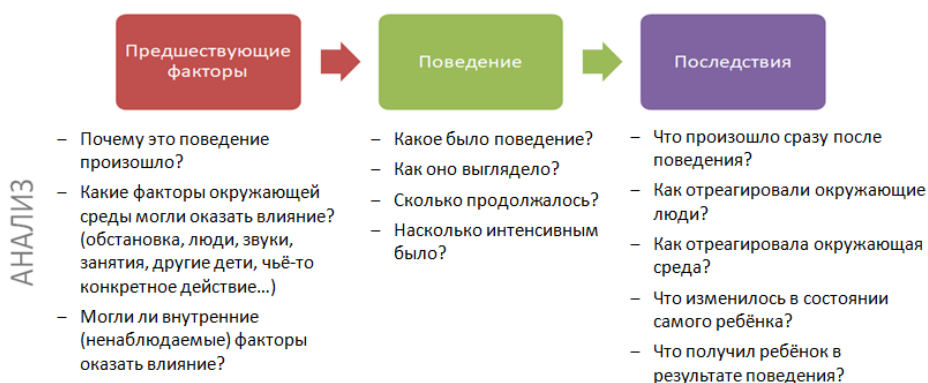 Предшествующие
факторы
Поведение
Последствия
АНАЛИЗ
– Почему это поведение
произошло?
– Какие факторы окружающей
среды могли оказать влияние?
(обстановка, люди, звуки,
занятия, другие дети, чьё-то
конкретное действие…)
– Могли ли внутренние
(ненаблюдаемые) факторы
оказать влияние?
– Какое было поведение?
– Как оно выглядело?
– Сколько продолжалось?
– Насколько интенсивным
было?
– Что произошло сразу после
поведения?
– Как отреагировали окружающие
люди?
– Как отреагировала окружающая
среда?
– Что изменилось в состоянии
самого ребёнка?
– Что получил ребёнок в
результате поведения?